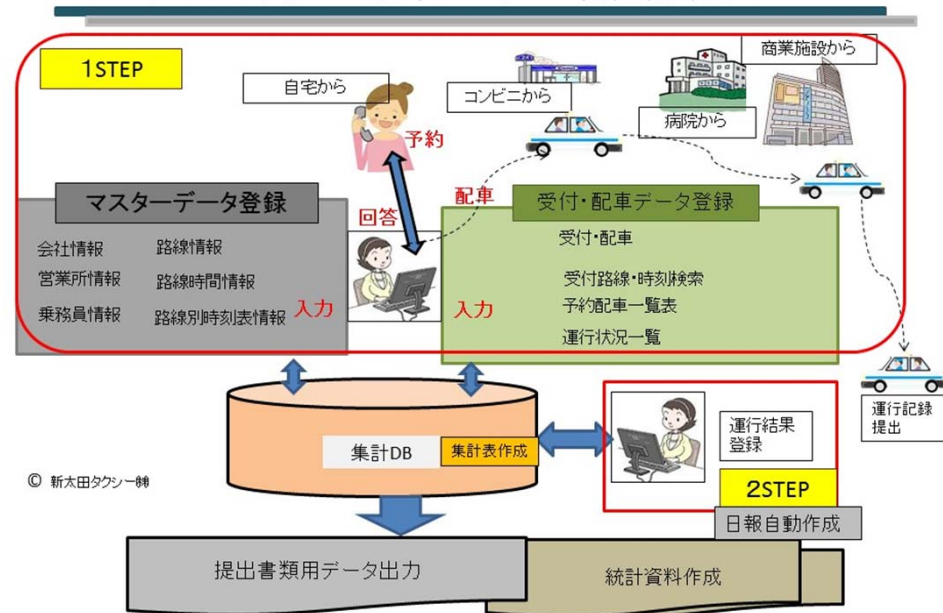 1STEP
自宅から
コンビニから
病院から
商業施設から
予約
回答
配車
マスターデータ登録
会社情報 路線情報
営業所情報 路線時間情報
乗務員情報 路線別時刻表情報
入力
入力
受付・配車データ登録
受付・配車
受付路線・時刻検索
予約配車一覧表
運行状況一覧
運行記録
提出
集計DB
集計表作成
運行結果
登録
2STEP
日報自動作成
© 新太田タクシー㈱
提出書類用データ出力
統計資料作成